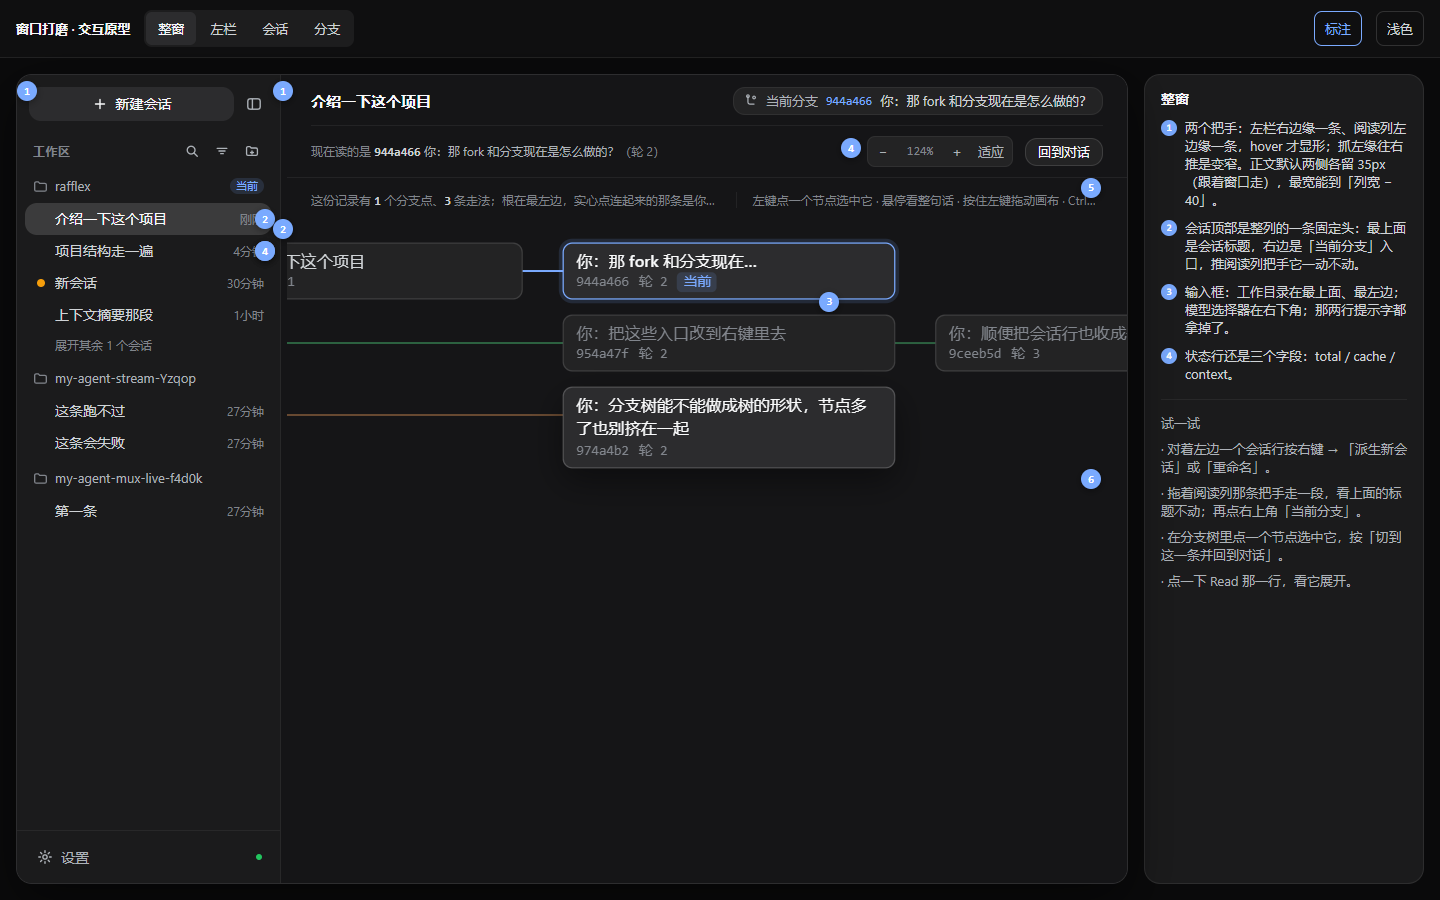 窗口打磨 · 交互原型
整窗
左栏
会话
分支
标注
浅色
1
+ 新建会话
工作区
rafflex
当前
介绍一下这个项目
刚
2
项目结构走一遍
4分
4
新会话
30分钟
上下文摘要那段
1小时
展开其余 1 个会话
my-agent-stream-Yzqop
这条跑不过
27分钟
这条会失败
27分钟
my-agent-mux-live-f4d0k
第一条
27分钟
设置
1
介绍一下这个项目
当前分支 944a466 你：那 fork 和分支现在是怎么做的？
现在读的是 944a466 你：那 fork 和分支现在是怎么做的？（轮 2）
4
− 124% + 适应
回到对话
5
这份记录有 1 个分支点、3 条走法；根在最左边，实心点连起来的那条是你...
左键点一个节点选中它 · 悬停看整句话 · 按住左键拖动画布 · Ctrl...
2
下这个项目
1
你：那 fork 和分支现在...
944a466 轮 2 当前
3
你：把这些入口改到右键里去
954a47f 轮 2
你：顺便把会话行也收成
9ceeb5d 轮 3
你：分支树能不能做成树的形状，节点多
了也别挤在一起
974a4b2 轮 2
6
整窗
1 两个把手：左栏右边缘一条、阅读列左
边缘一条，hover 才显形；抓左缘往右
推是变窄。正文默认两侧各留 35px
（跟着窗口走），最宽能到「列宽 −
40」。
2 会话顶部是整列的一条固定头：最上面
是会话标题，右边是「当前分支」入
口，推阅读列把手它一动不动。
3 输入框：工作目录在最上面、最左边；
模型选择器在右下角；那两行提示字都
拿掉了。
4 状态行还是三个字段：total / cache /
context。
试一试
· 对着左边一个会话行按右键 → 「派生新会
话」或「重命名」。
· 拖着阅读列那条把手走一段，看上面的标
题不动；再点右上角「当前分支」。
· 在分支树里点一个节点选中它，按「切到
这一条并回到对话」。
· 点一下 Read 那一行，看它展开。